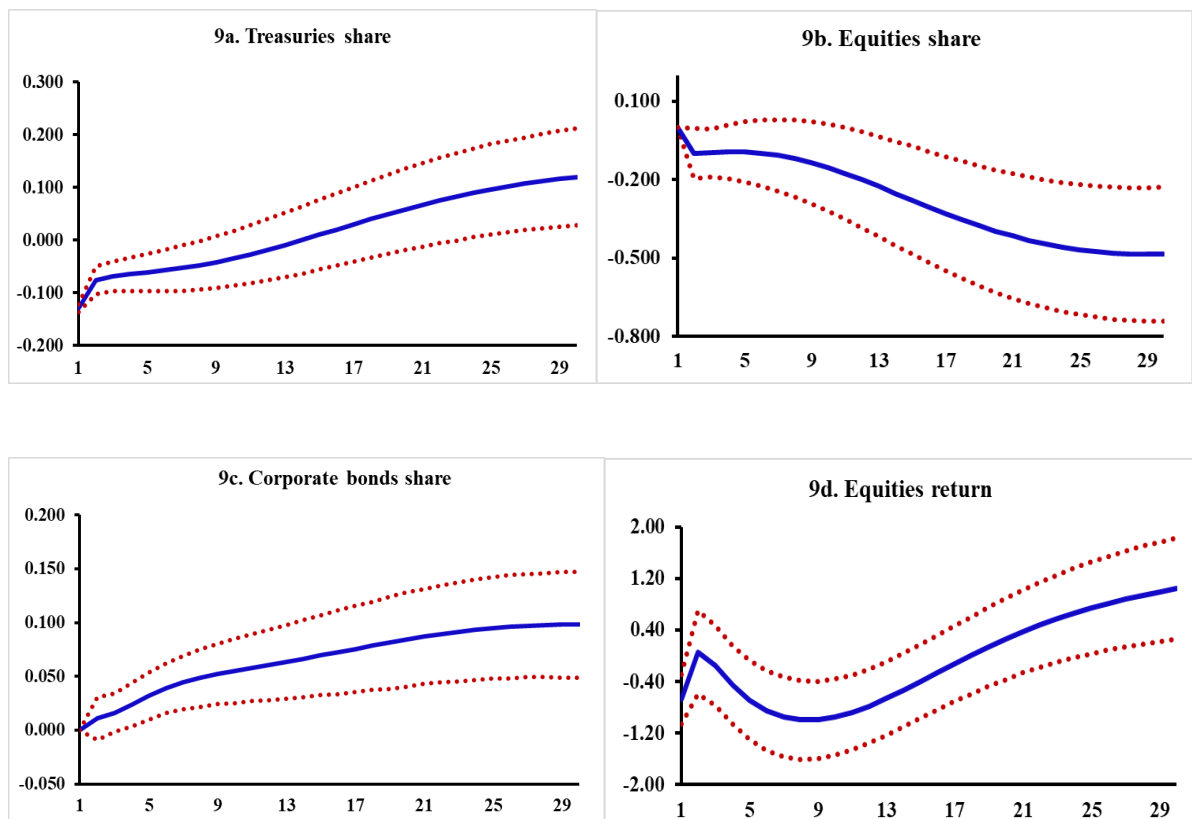 9a. Treasuries share
0.300
0.200
0.100
0.000
-0.100
-0.200
1 5 9 13 17 21 25 29
9b. Equities share
0.100
-0.200
-0.500
-0.800
1 5 9 13 17 21 25 29
9c. Corporate bonds share
0.200
0.150
0.100
0.050
0.000
-0.050
1 5 9 13 17 21 25 29
9d. Equities return
2.00
1.20
0.40
-0.40
-1.20
-2.00
1 5 9 13 17 21 25 29